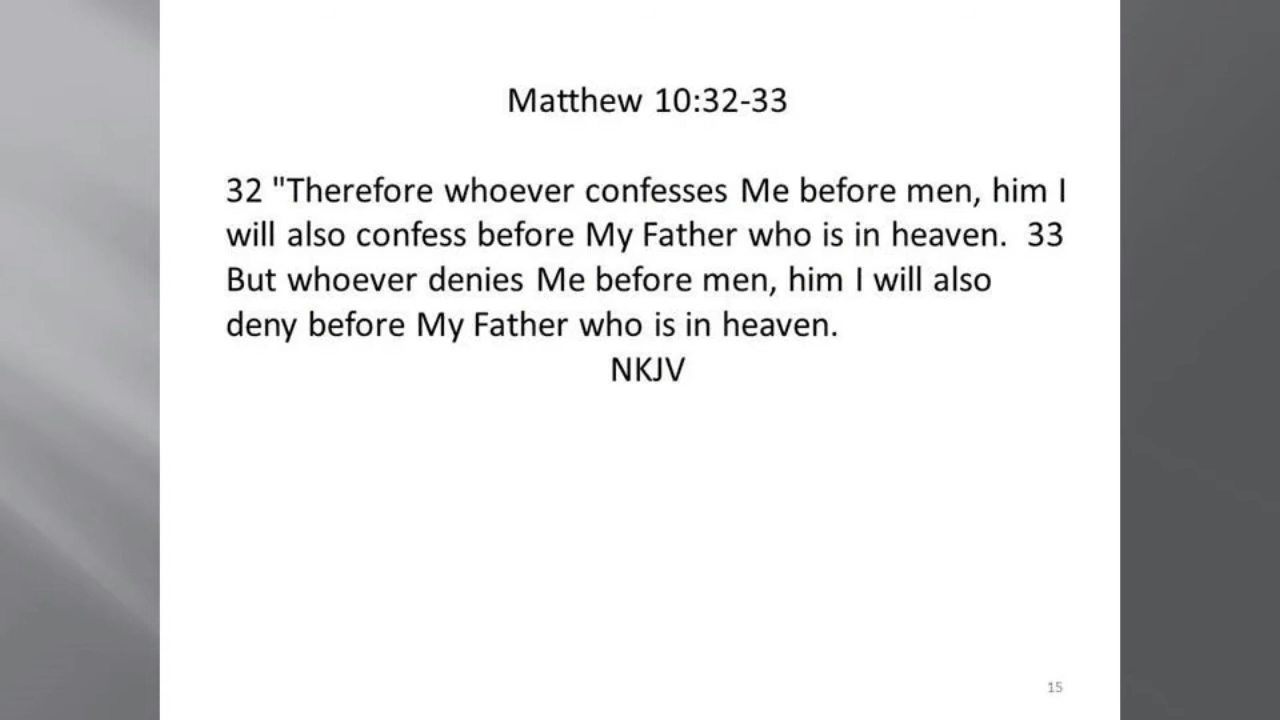 Matthew 10:32-33
32 "Therefore whoever confesses Me before men, him I
will also confess before My Father who is in heaven.  33
But whoever denies Me before men, him I will also
deny before My Father who is in heaven.
NKJV
15